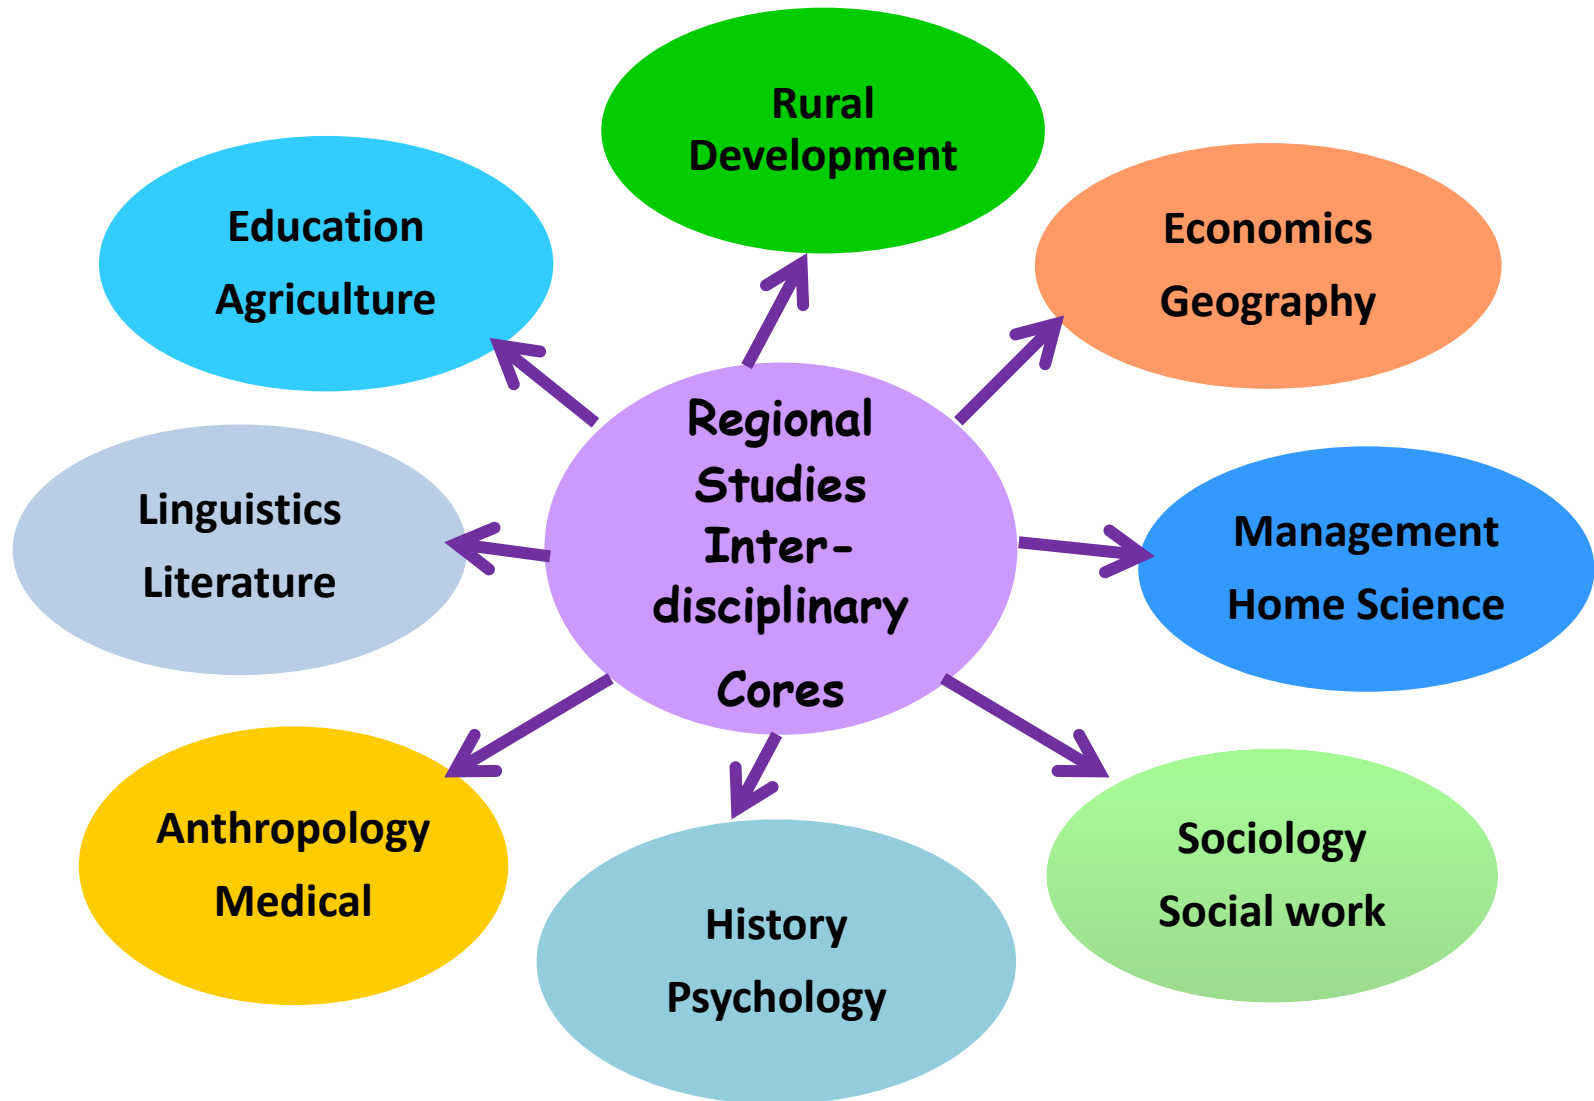 Rural
Development
Education
Agriculture
Economics
Geography
Regional
Studies
Inter-
disciplinary
Cores
Linguistics
Literature
Management
Home Science
Anthropology
Medical
History
Psychology
Sociology
Social work